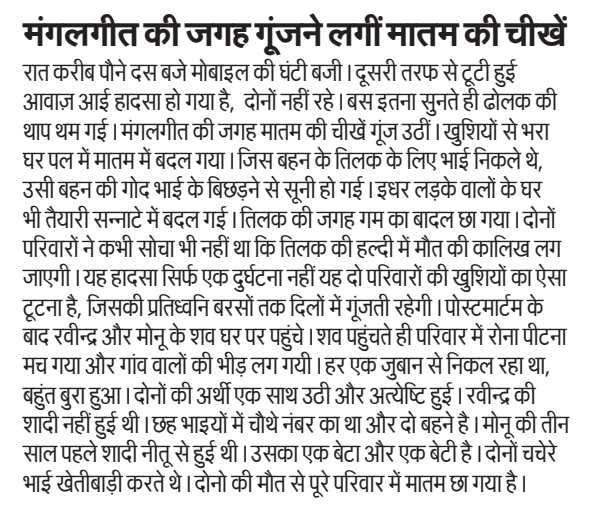 मंगलगीत की जगह गूंजने लगीं मातम की चीखें
रात करीब पौने दस बजे मोबाइल की घंटी बजी । दूसरी तरफ से टूटी हुई
आवाज़ आई हादसा हो गया है, दोनों नहीं रहे । बस इतना सुनते ही ढोलक की
थाप थम गई । मंगलगीत की जगह मातम की चीखें गूंज उठीं । खुशियों से भरा
घर पल में मातम में बदल गया । जिस बहन के तिलक के लिए भाई निकले थे,
उसी बहन की गोद भाई के बिछड़ने से सूनी हो गई । इधर लड़के वालों के घर
भी तैयारी सन्नाटे में बदल गई । तिलक की जगह गम का बादल छा गया । दोनों
परिवारों ने कभी सोचा भी नहीं था कि तिलक की हल्दी में मौत की कालिख लग
जाएगी । यह हादसा सिर्फ एक दुर्घटना नहीं यह दो परिवारों की खुशियों का ऐसा
टूटना है, जिसकी प्रतिध्वनि बरसों तक दिलों में गूंजती रहेगी । पोस्टमार्टम के
बाद रवीन्द्र और मोनू के शव घर पर पहुंचे । शव पहुंचते ही परिवार में रोना पीटना
मच गया और गांव वालों की भीड़ लग गयी । हर एक जुबान से निकल रहा था,
बहुंत बुरा हुआ । दोनों की अर्थी एक साथ उठी और अत्येष्टि हुई । रवीन्द्र की
शादी नहीं हुई थी । छह भाइयों में चौथे नंबर का था और दो बहने है । मोनू की तीन
साल पहले शादी नीतू से हुई थी । उसका एक बेटा और एक बेटी है । दोनों चचेरे
भाई खेतीबाड़ी करते थे । दोनो की मौत से पूरे परिवार में मातम छा गया है ।